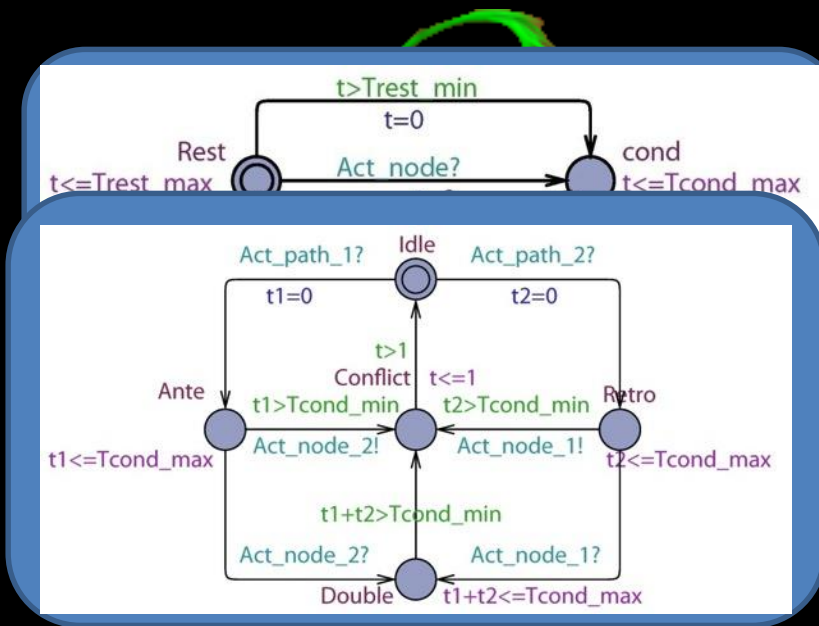 t>Trest_min
t=0
Rest
cond
Act_node?
t<=Trest_max
t<=Tcond_max
Idle
Act_path_1?
Act_path_2?
t1=0
t2=0
t>1
Conflict
t<=1
Ante
Retro
t1>Tcond_min
t2>Tcond_min
Act_node_2!
Act_node_1!
t1<=Tcond_max
t2<=Tcond_max
t1+t2>Tcond_min
Act_node_2?
Act_node_1?
Double
t1+t2<=Tcond_max